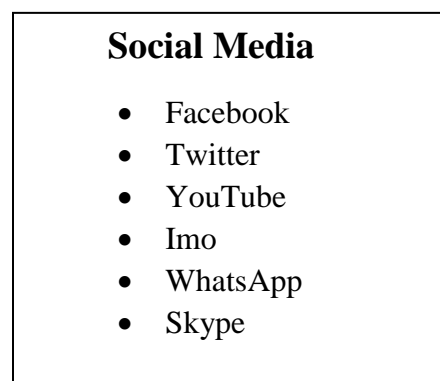 Social Media
• Facebook
• Twitter
• YouTube
• Imo
• WhatsApp
• Skype